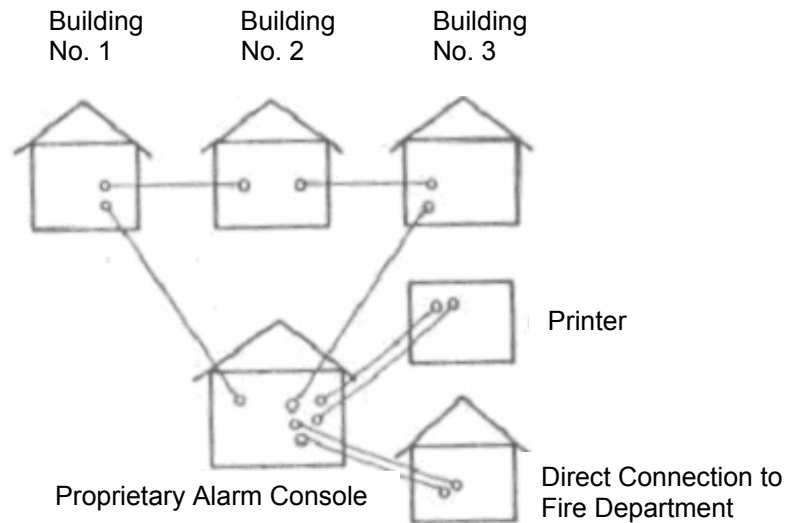 Building
No. 1
Building
No. 2
Building
No. 3
Printer
Proprietary Alarm Console
Direct Connection to
Fire Department